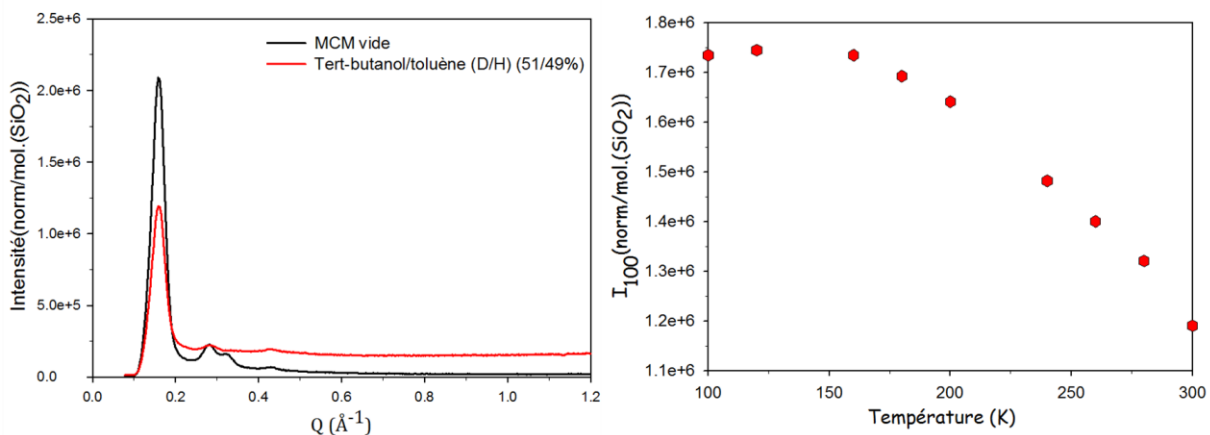 Intensité(norm/mol.(SiO2))
2.5e+6
2.0e+6
1.5e+6
1.0e+6
5.0e+5
0.0
MCM vide
Tert-butanol/toluène (D/H) (51/49%)
0.0 0.2 0.4 0.6 0.8 1.0 1.2
Q (Å-1)
I100(norm/mol.(SiO2))
1.8e+6
1.7e+6
1.6e+6
1.5e+6
1.4e+6
1.3e+6
1.2e+6
1.1e+6
100 150 200 250 300
Température (K)